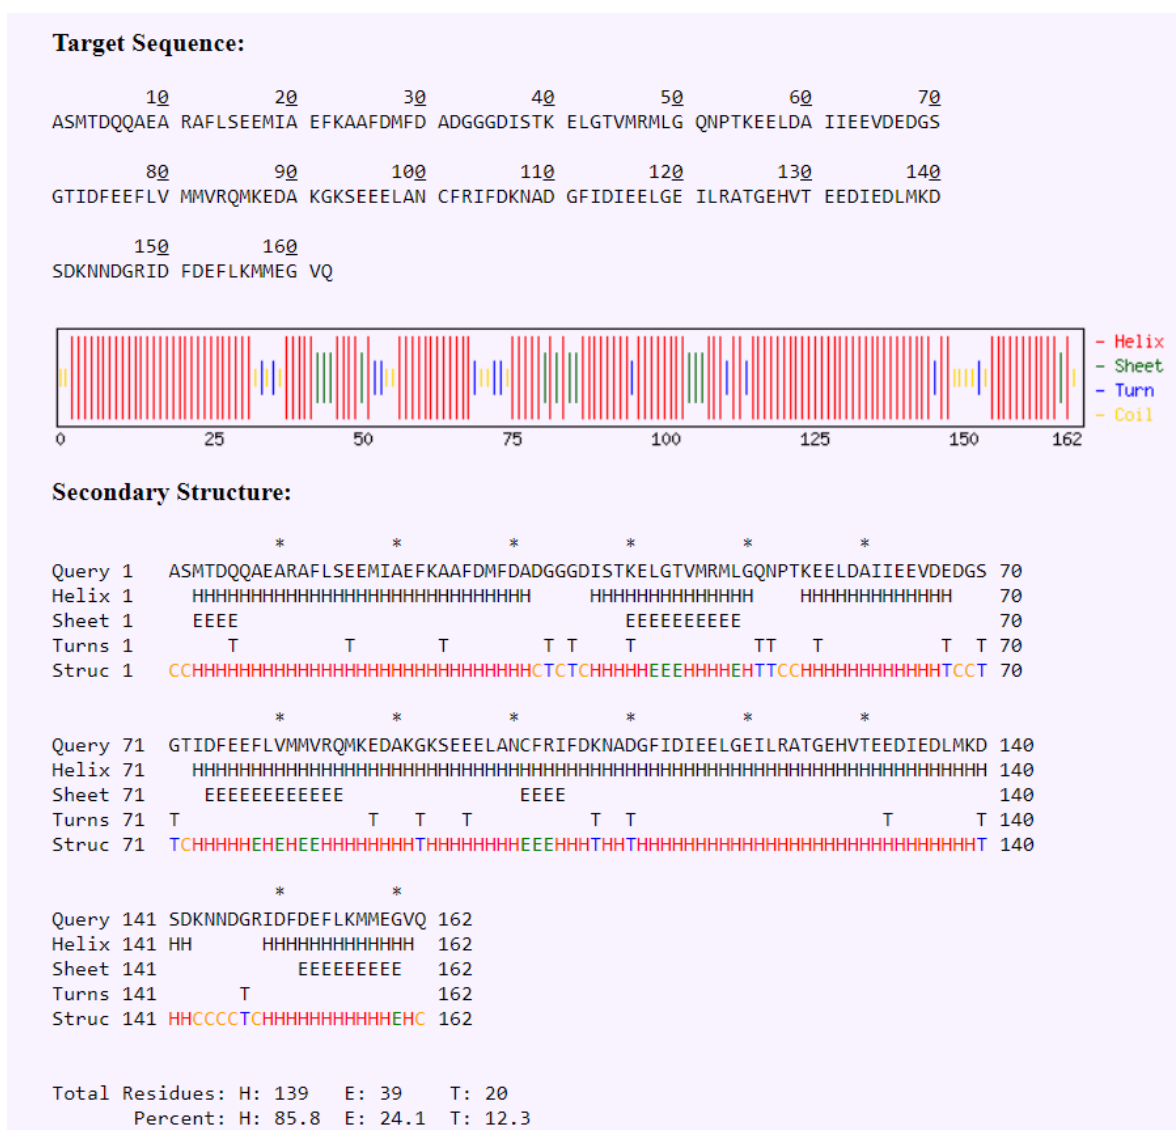 Target Sequence:
10 20 30 40 50 60 70
ASMTDQQAEA RAFLSEEMIA EFKAAFDMFD ADGGGDISTK ELGTVMRMLG QNPTKEELDA IIEEVDEDGS
80 90 100 110 120 130 140
GTIDFEEFLV MMVRQMKEDA KGKSEEELAN CFRIFDKNAD GFIDIEELGE ILRATGEHVT EEDIEDLMKD
150 160
SDKNNDGRID FDEFLKMMEG VQ
- Helix
- Sheet
- Turn
- Coil
0 25 50 75 100 125 150 162
Secondary Structure:
* * * * * *
Query 1 ASMTDQQAEARAFLSEEMIAEFKAAFDMFDADGGGDISTKELGTVMRMLGQNPTKEELDAIIEEVDEDGS 70
Helix 1 HHHHHHHHHHHHHHHHHHHHHHHHHHHHH HHHHHHHHHHHHHH HHHHHHHHHHHHH 70
Sheet 1 EEEE EEEEEEEEEE 70
Turns 1 T T T T T T TT T T T 70
Struc 1 CCHHHHHHHHHHHHHHHHHHHHHHHHHHHHHCTCTCHHHHHEEEHHHHEHTTCCHHHHHHHHHHHHTCCT 70
* * * * * *
Query 71 GTIDFEEFLVMMVRQMKEDAKGKSEEELANCFRIFDKNADGFIDIEELGEILRATGEHVTEEDIEDLMKD 140
Helix 71 HHHHHHHHHHHHHHHHHHHHHHHHHHHHHHHHHHHHHHHHHHHHHHHHHHHHHHHHHHHHHHHHHHHH 140
Sheet 71 EEEEEEEEEEEE EEEE 140
Turns 71 T T T T T T T T 140
Struc 71 TCHHHHHEHEHEEHHHHHHHHTHHHHHHHHEEEHHHTHHTHHHHHHHHHHHHHHHHHHHHHHHHHHHHHT 140
* *
Query 141 SDKNNDGRIDFDEFLKMMEGVQ 162
Helix 141 HH HHHHHHHHHHHHH 162
Sheet 141 EEEEEEEEE 162
Turns 141 T 162
Struc 141 HHCCCCTCHHHHHHHHHHHEHC 162
Total Residues: H: 139 E: 39 T: 20
Percent: H: 85.8 E: 24.1 T: 12.3